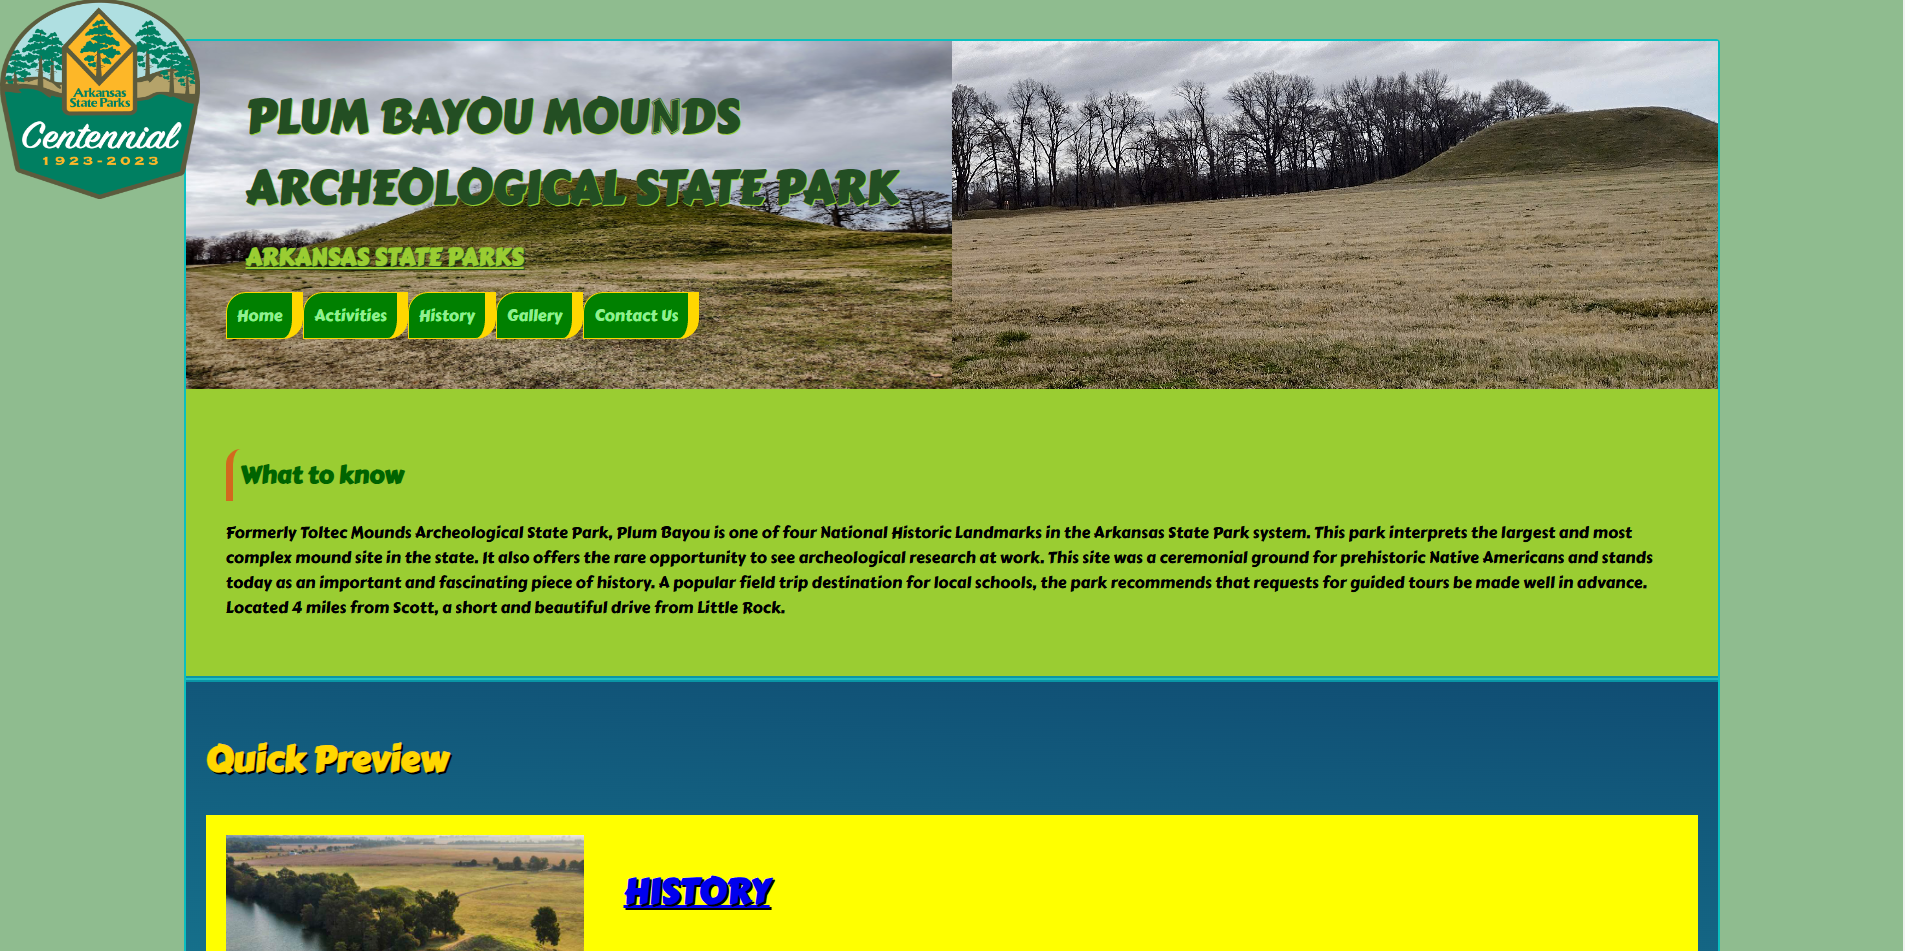 Arkansas
State Parks
Centennial
1923-2023
PLUM BAYOU MOUNDS
ARCHEOLOGICAL STATE PARK
ARKANSAS STATE PARKS
Home Activities History Gallery Contact Us
What to know
Formerly Toltec Mounds Archeological State Park, Plum Bayou is one of four National Historic Landmarks in the Arkansas State Park system. This park interprets the largest and most
complex mound site in the state. It also offers the rare opportunity to see archeological research at work. This site was a ceremonial ground for prehistoric Native Americans and stands
today as an important and fascinating piece of history. A popular field trip destination for local schools, the park recommends that requests for guided tours be made well in advance.
Located 4 miles from Scott, a short and beautiful drive from Little Rock.
Quick Preview
HISTORY